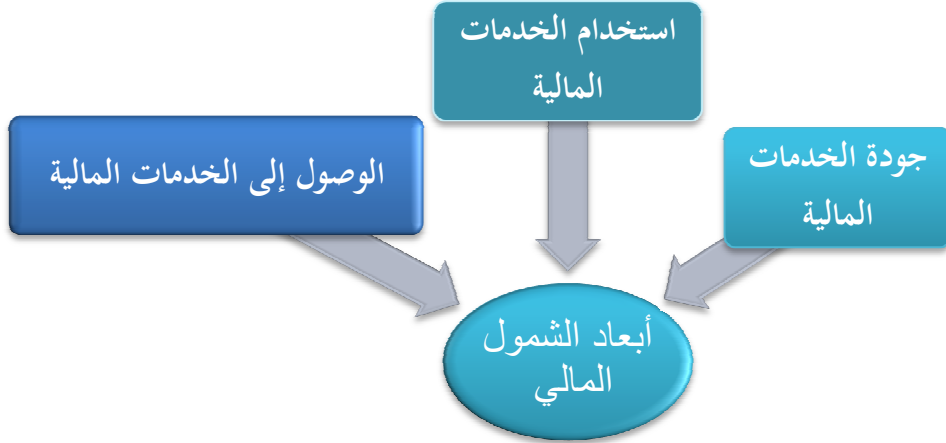 استخدام الخدمات
المالية
جودة الخدمات
المالية
الوصول إلى الخدمات المالية
أبعاد الشمول
المالي